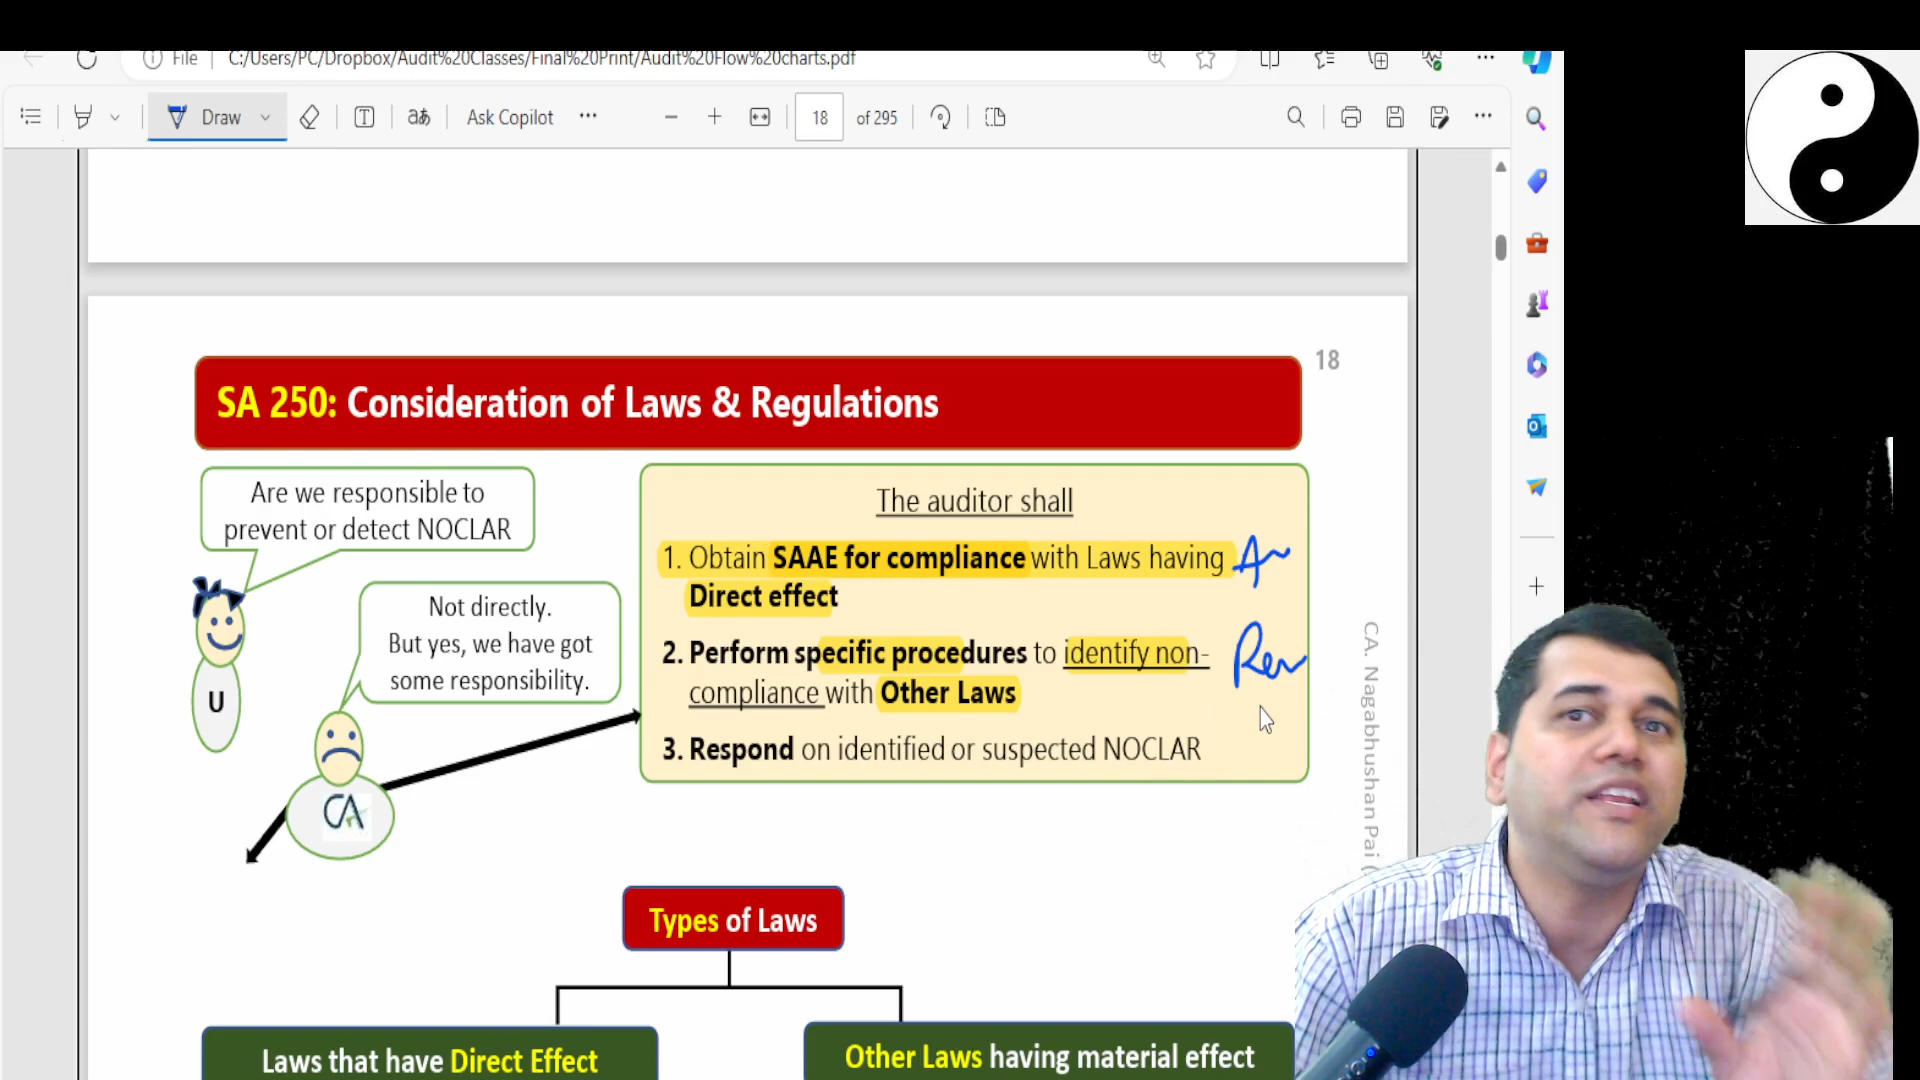 File C:/Users/PC/Dropbox/Audit%20Classes/Final%20Print/Audit%20Flow%20charts.pdf
Draw aあ Ask Copilot 18 of 295
18
SA 250: Consideration of Laws & Regulations
Are we responsible to
prevent or detect NOCLAR
Not directly.
But yes, we have got
some responsibility.
U
CA
The auditor shall
1. Obtain SAAE for compliance with Laws having
Direct effect
2. Perform specific procedures to identify non-
compliance with Other Laws
Rev
3. Respond on identified or suspected NOCLAR
CA. Nagabhushan Pai (
Types of Laws
Laws that have Direct Effect
Other Laws having material effect